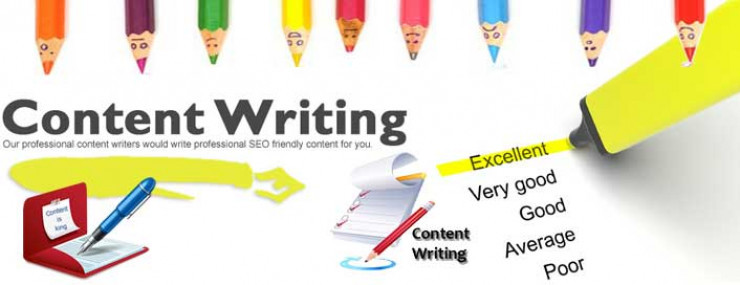 Content Writing
Our professional content writers would write professional SEO friendly content for you.
Content
is
king
Content
Writing
Excellent
Very good
Good
Average
Poor